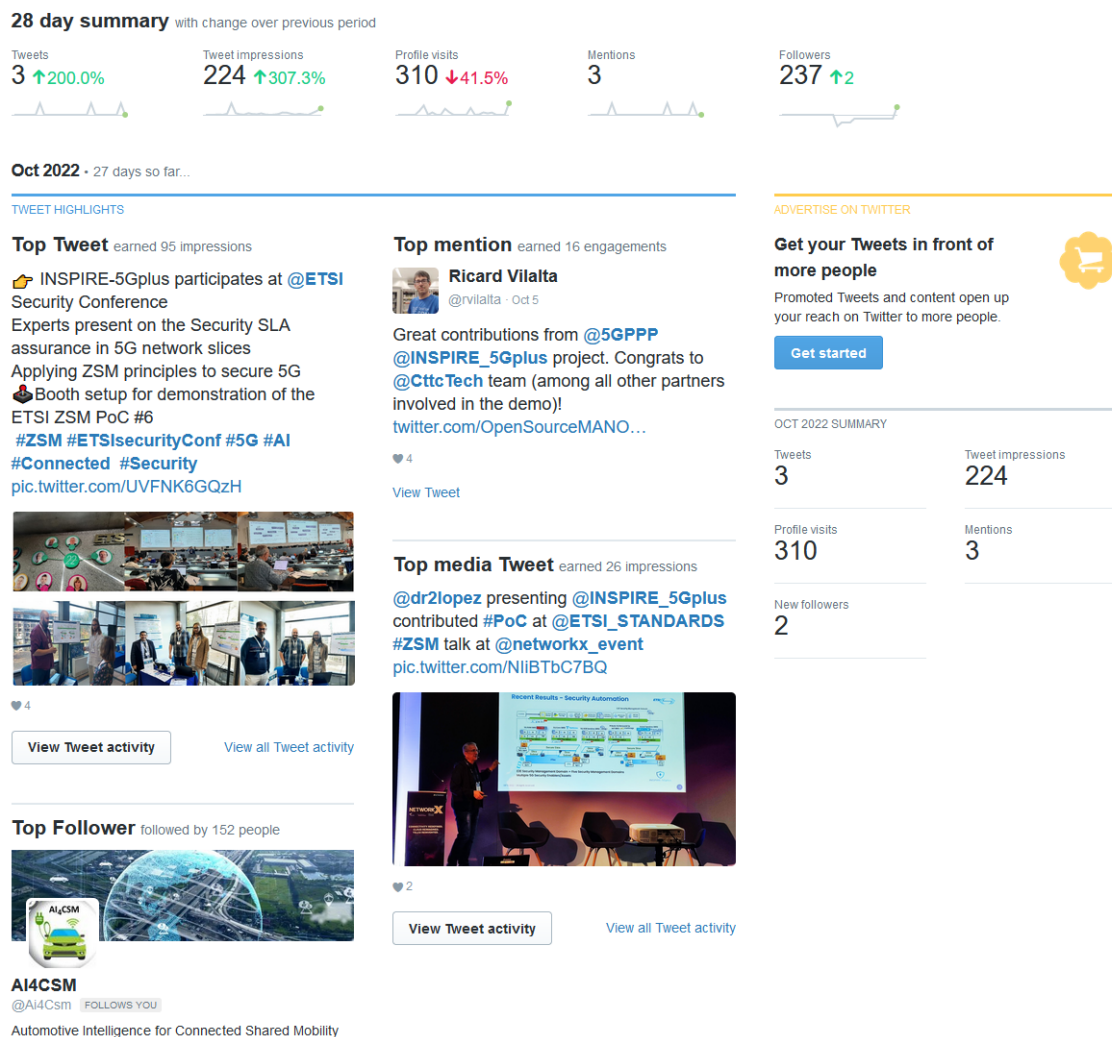 28 day summary with change over previous period
Tweets
3 ↑200.0%
Tweet impressions
224 ↑307.3%
Profile visits
310 ↓41.5%
Mentions
3
Followers
237 ↑2
Oct 2022 • 27 days so far...
TWEET HIGHLIGHTS
Top Tweet earned 95 impressions
👉 INSPIRE-5Gplus participates at @ETSI
Security Conference
Experts present on the Security SLA
assurance in 5G network slices
Applying ZSM principles to secure 5G
🕹️Booth setup for demonstration of the
ETSI ZSM PoC #6
#ZSM #ETSIsecurityConf #5G #AI
#Connected #Security
pic.twitter.com/UVFNK6GQzH
4
View Tweet activity
View all Tweet activity
Top Follower followed by 152 people
AI4CSM
AI4CSM
@Ai4Csm FOLLOWS YOU
Automotive Intelligence for Connected Shared Mobility
Top mention earned 16 engagements
Ricard Vilalta
@rvilalta · Oct 5
Great contributions from @5GPPP
@INSPIRE_5Gplus project. Congrats to
@CttcTech team (among all other partners
involved in the demo)!
twitter.com/OpenSourceMANO…
4
View Tweet
Top media Tweet earned 26 impressions
@dr2lopez presenting @INSPIRE_5Gplus
contributed #PoC at @ETSI_STANDARDS
#ZSM talk at @networkx_event
pic.twitter.com/NIiBTbC7BQ
Recent Results - Security Automation
NETWORK X
2
View Tweet activity
View all Tweet activity
ADVERTISE ON TWITTER
Get your Tweets in front of
more people
Promoted Tweets and content open up
your reach on Twitter to more people.
Get started
OCT 2022 SUMMARY
Tweets
3
Tweet impressions
224
Profile visits
310
Mentions
3
New followers
2